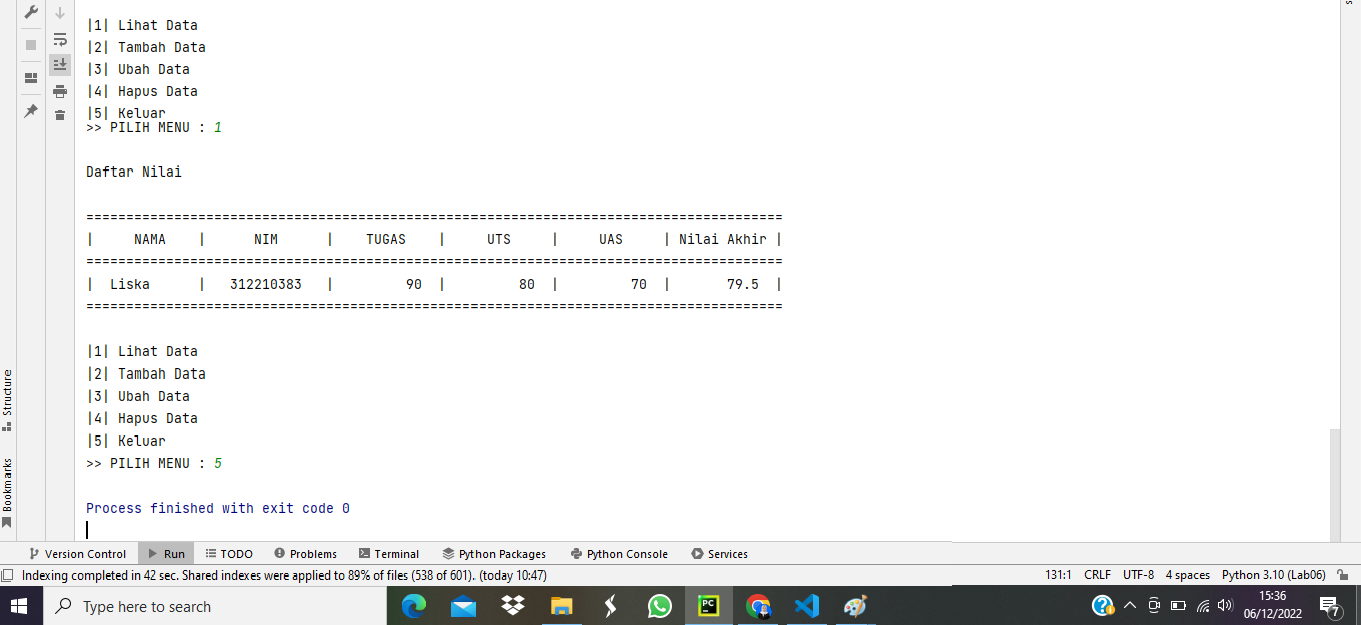 |1| Lihat Data
|2| Tambah Data
|3| Ubah Data
|4| Hapus Data
|5| Keluar
>> PILIH MENU : 1
Daftar Nilai
=======================================================================================
| NAMA | NIM | TUGAS | UTS | UAS | Nilai Akhir |
=======================================================================================
| Liska | 312210383 | 90 | 80 | 70 | 79.5 |
=======================================================================================
|1| Lihat Data
|2| Tambah Data
|3| Ubah Data
|4| Hapus Data
|5| Keluar
>> PILIH MENU : 5
Process finished with exit code 0
Structure
Bookmarks
Version Control Run TODO Problems Terminal Python Packages Python Console Services
Indexing completed in 42 sec. Shared indexes were applied to 89% of files (538 of 601). (today 10:47) 131:1 CRLF UTF-8 4 spaces Python 3.10 (Lab06)
Type here to search
PC
15:36
06/12/2022
7